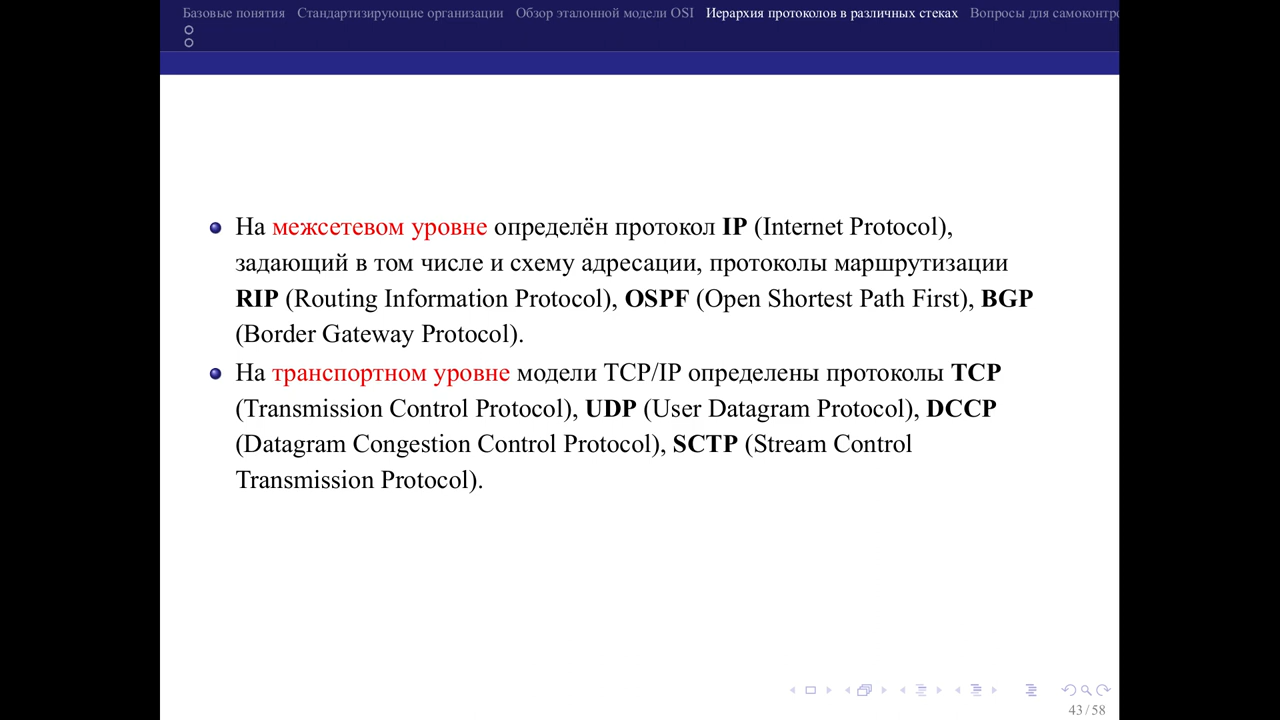 Базовые понятия Стандартизирующие организации Обзор эталонной модели OSI Иерархия протоколов в различных стеках Вопросы для самоконтро
На межсетевом уровне определён протокол IP (Internet Protocol),
задающий в том числе и схему адресации, протоколы маршрутизации
RIP (Routing Information Protocol), OSPF (Open Shortest Path First), BGP
(Border Gateway Protocol).
На транспортном уровне модели TCP/IP определены протоколы TCP
(Transmission Control Protocol), UDP (User Datagram Protocol), DCCP
(Datagram Congestion Control Protocol), SCTP (Stream Control
Transmission Protocol).
43 / 58